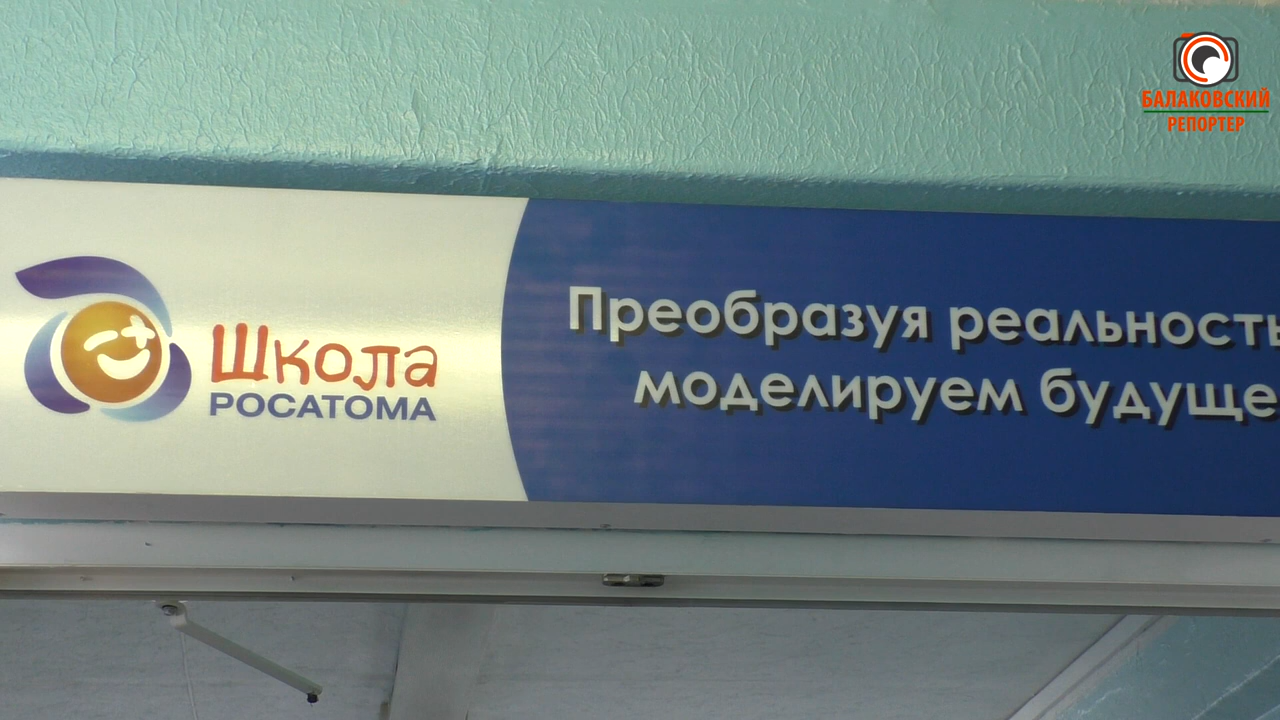 БАЛАКОВСКИЙ
РЕПОРТЕР
Школа
РОСАТОМА
Преобразуя реальность
моделируем будуще